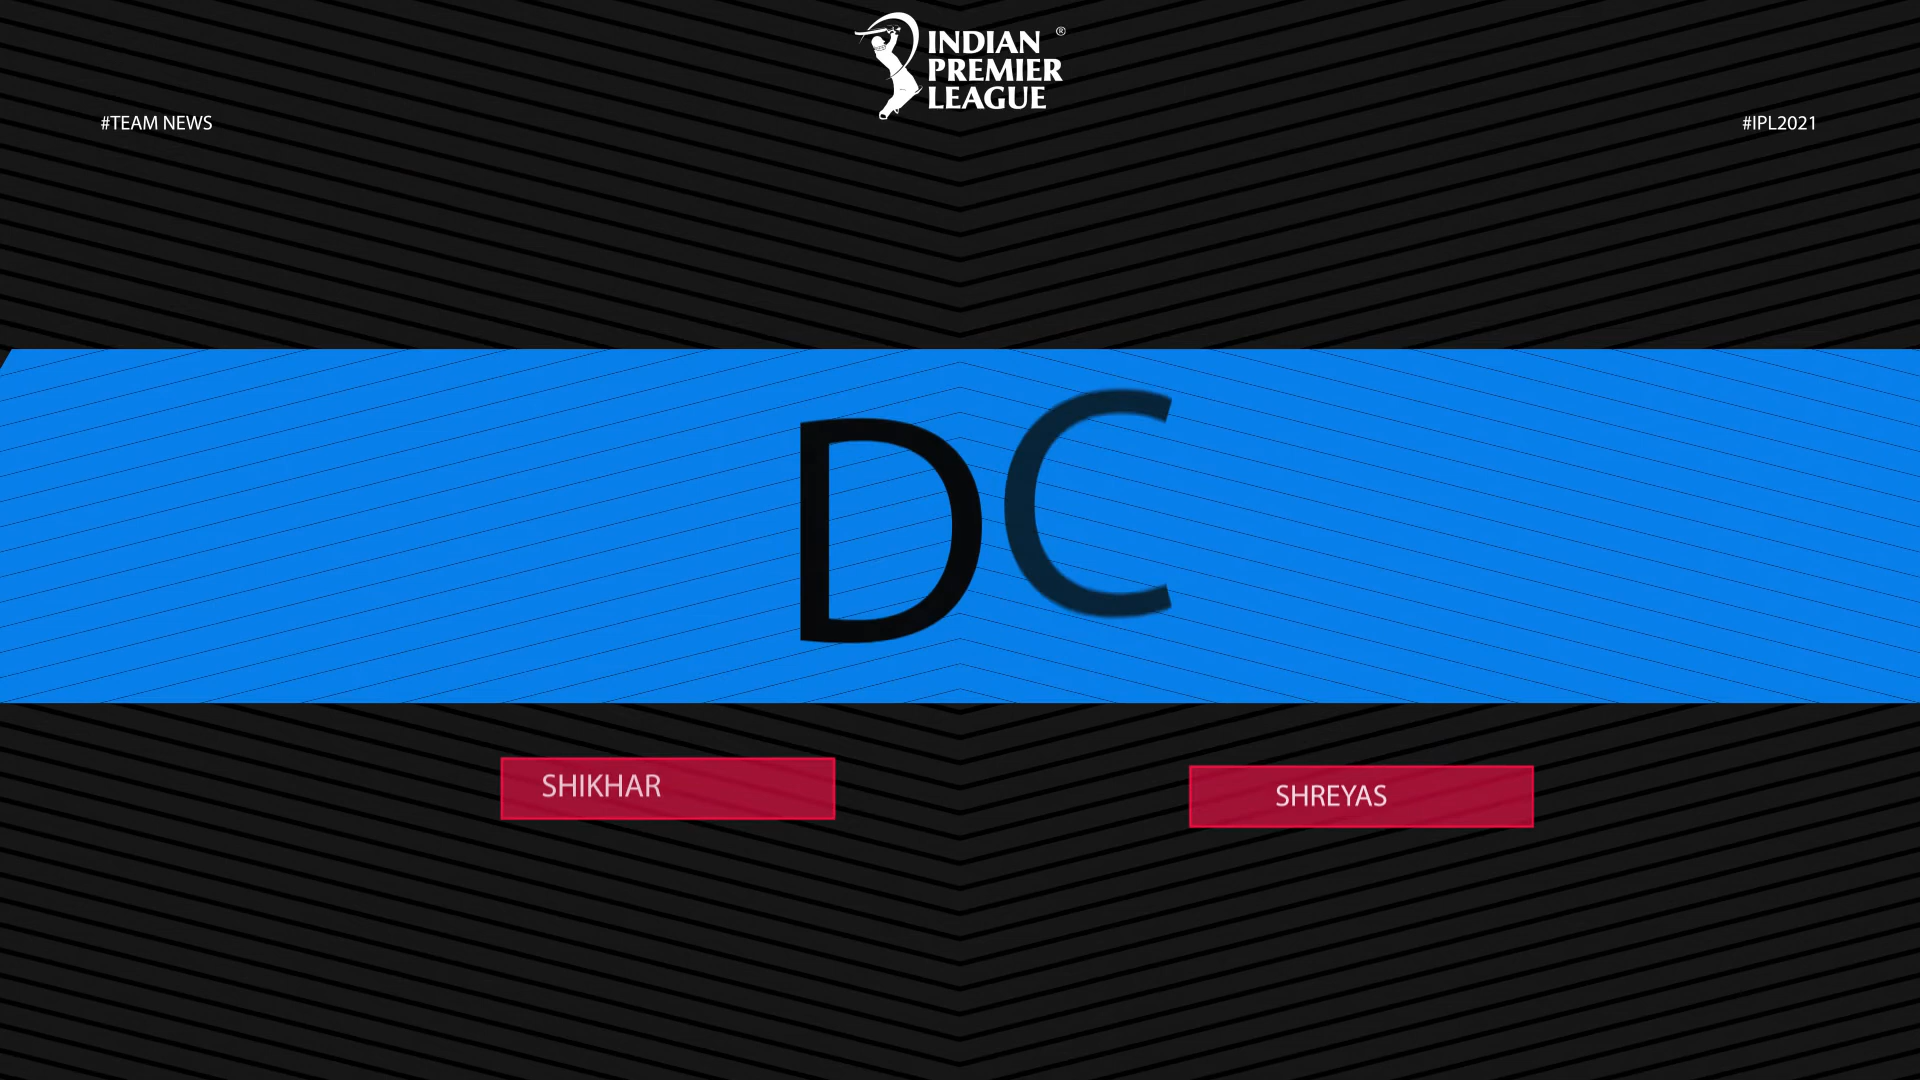 INDIAN ®
PREMIER
LEAGUE
#TEAM NEWS
#IPL2021
DC
SHIKHAR
SHREYAS